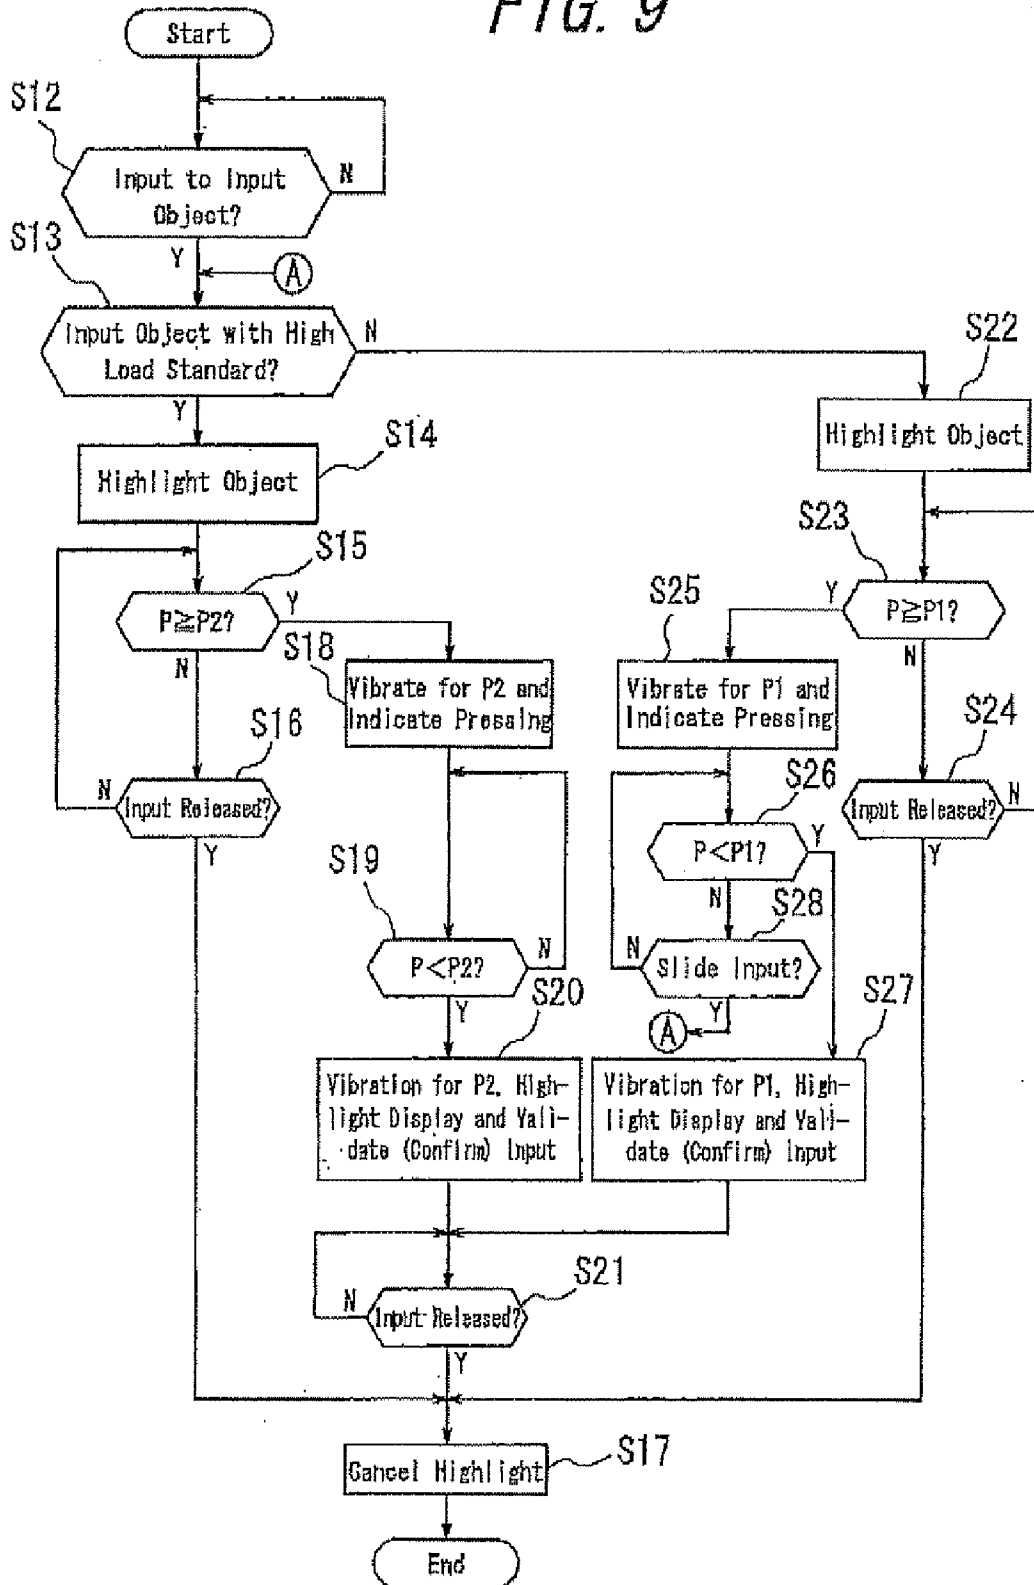 FIG. 9
Start
S12
Input to Input
Object?
N
Y
S13
A
Input Object with High
Load Standard?
N
Y
S22
Highlight Object
S14
Highlight Object
S23
P≧P1?
Y
N
S15
P≧P2?
Y
N
S18
Vibrate for P2 and
Indicate Pressing
S25
Vibrate for P1 and
Indicate Pressing
S16
Input Released?
N
Y
S24
Input Released?
N
Y
S26
P<P1?
Y
N
S19
P<P2?
N
Y
S28
Slide Input?
N
Y
A
S20
Vibration for P2, High-
light Display and Vali-
date (Confirm) Input
S27
Vibration for P1, High-
light Display and Vali-
date (Confirm) Input
S21
Input Released?
N
Y
S17
Cancel Highlight
End